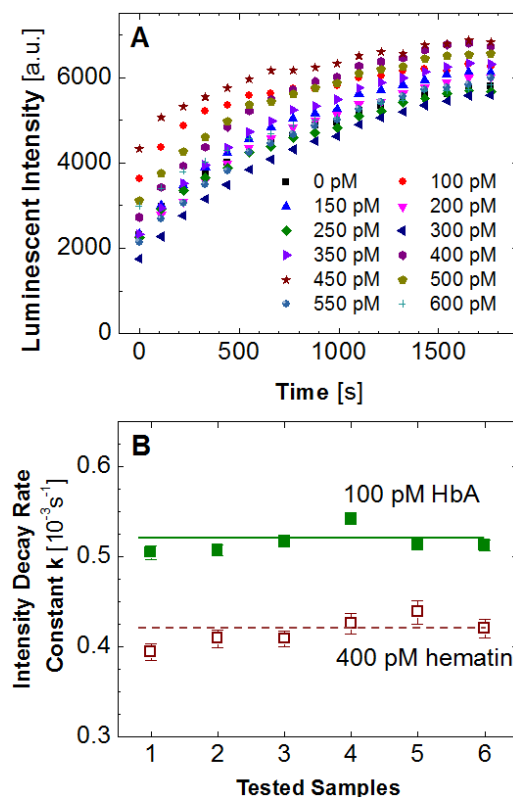 A
Luminescent Intensity [a.u.]
6000
4000
2000
0
0 pM 100 pM
150 pM 200 pM
250 pM 300 pM
350 pM 400 pM
450 pM 500 pM
550 pM 600 pM
0 500 1000 1500
Time [s]
B
Intensity Decay Rate
Constant k [10⁻³s⁻¹]
0.6
0.5
0.4
0.3
100 pM HbA
400 pM hematin
1 2 3 4 5 6
Tested Samples